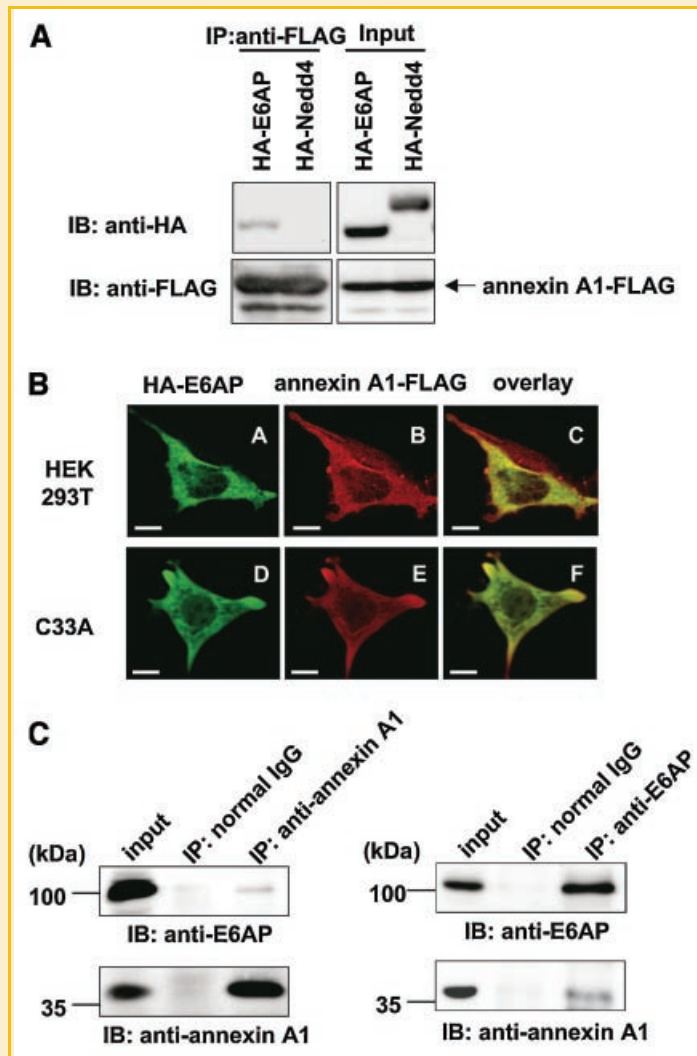 A
IP:anti-FLAG Input
HA-E6AP HA-Nedd4 HA-E6AP HA-Nedd4
IB: anti-HA
IB: anti-FLAG annexin A1-FLAG
B
HA-E6AP annexin A1-FLAG overlay
HEK 293T
A B C
C33A
D E F
C
(kDa) input IP: normal IgG IP: anti-annexin A1
100
IB: anti-E6AP
35
IB: anti-annexin A1
(kDa) input IP: normal IgG IP: anti-E6AP
100
IB: anti-E6AP
35
IB: anti-annexin A1